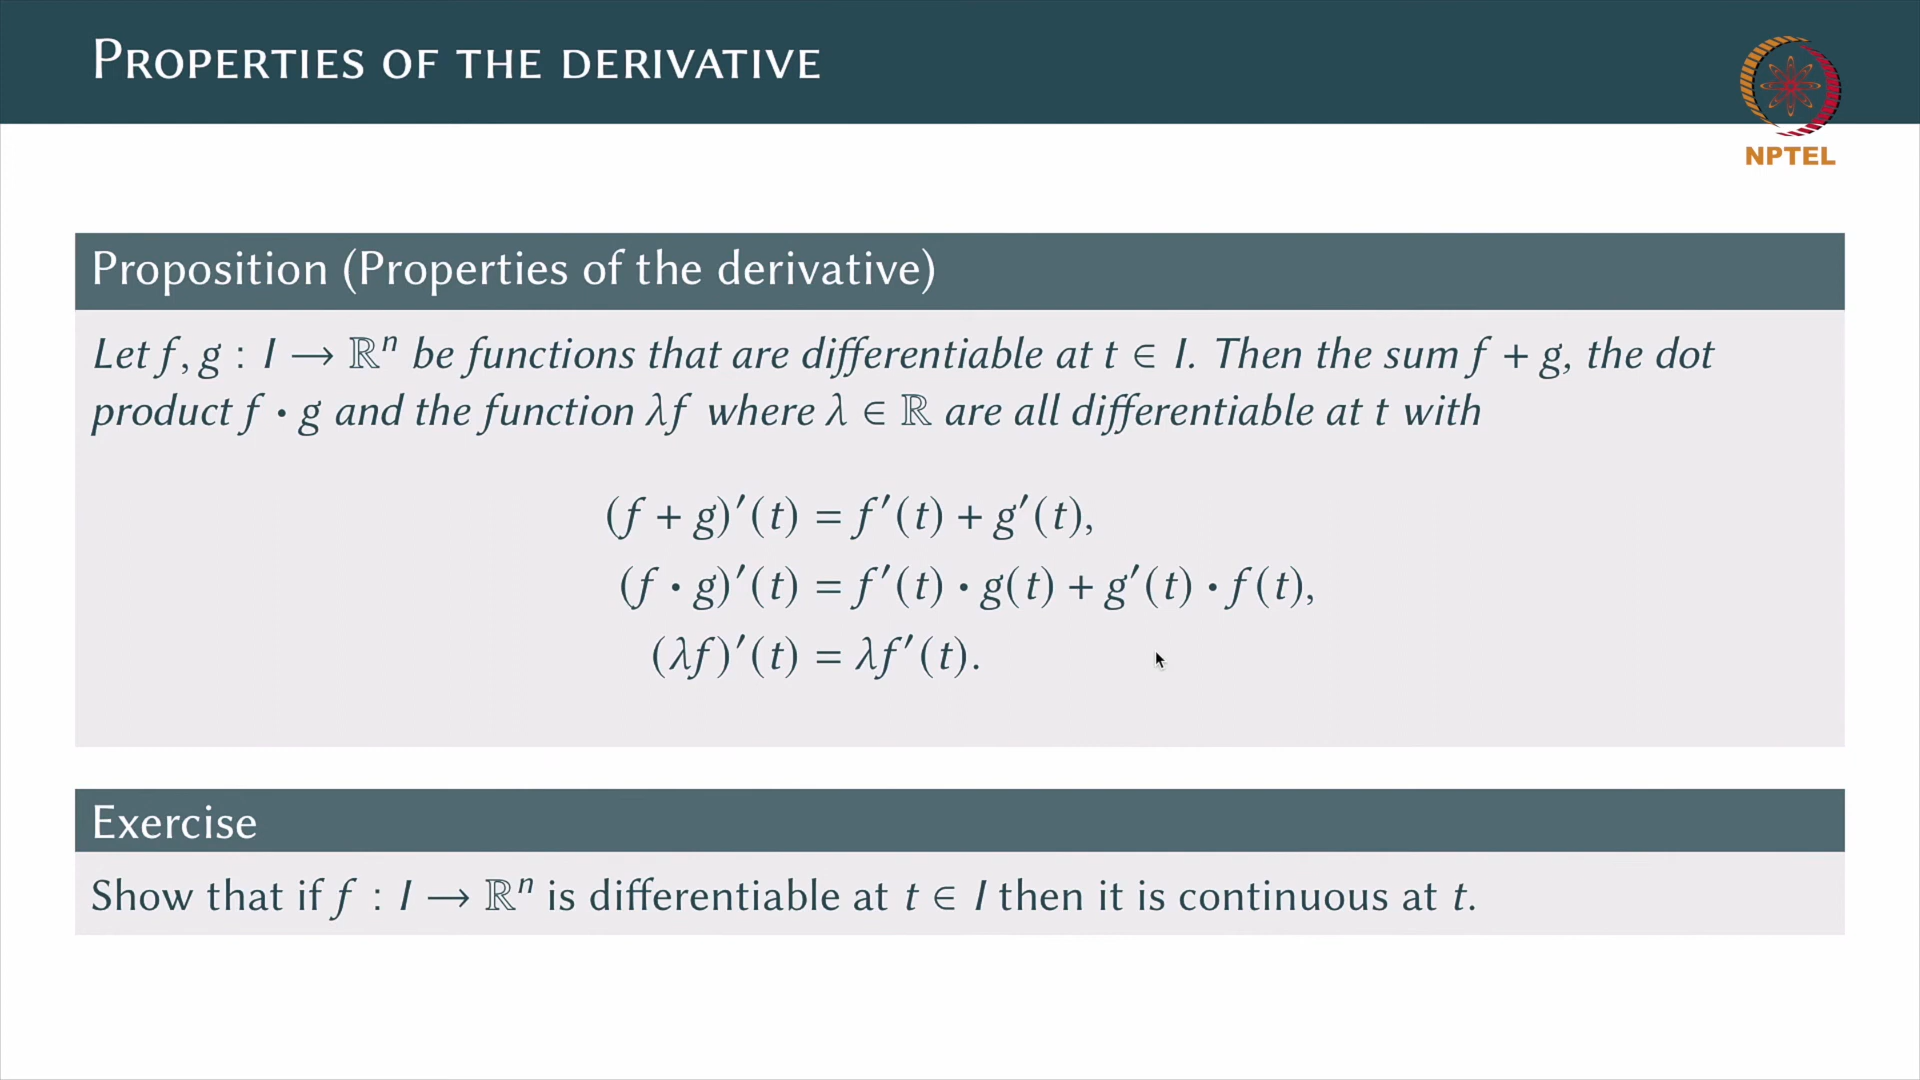 PROPERTIES OF THE DERIVATIVE
NPTEL
Proposition (Properties of the derivative)
Let f, g : I → ℝⁿ be functions that are differentiable at t ∈ I. Then the sum f + g, the dot
product f · g and the function λf where λ ∈ ℝ are all differentiable at t with
(f + g)′(t) = f′(t) + g′(t),
(f · g)′(t) = f′(t) · g(t) + g′(t) · f(t),
(λf)′(t) = λf′(t).
Exercise
Show that if f : I → ℝⁿ is differentiable at t ∈ I then it is continuous at t.